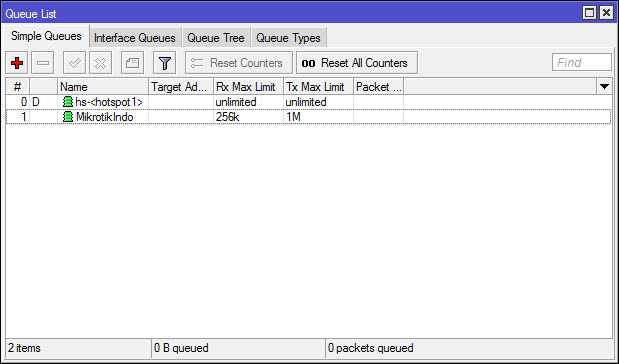 Queue List
Simple Queues Interface Queues Queue Tree Queue Types
Reset Counters 00 Reset All Counters Find
# Name Target Ad... Rx Max Limit Tx Max Limit Packet ...
0 D hs-<hotspot1> unlimited unlimited
1 MikrotikIndo 256k 1M
2 items 0 B queued 0 packets queued